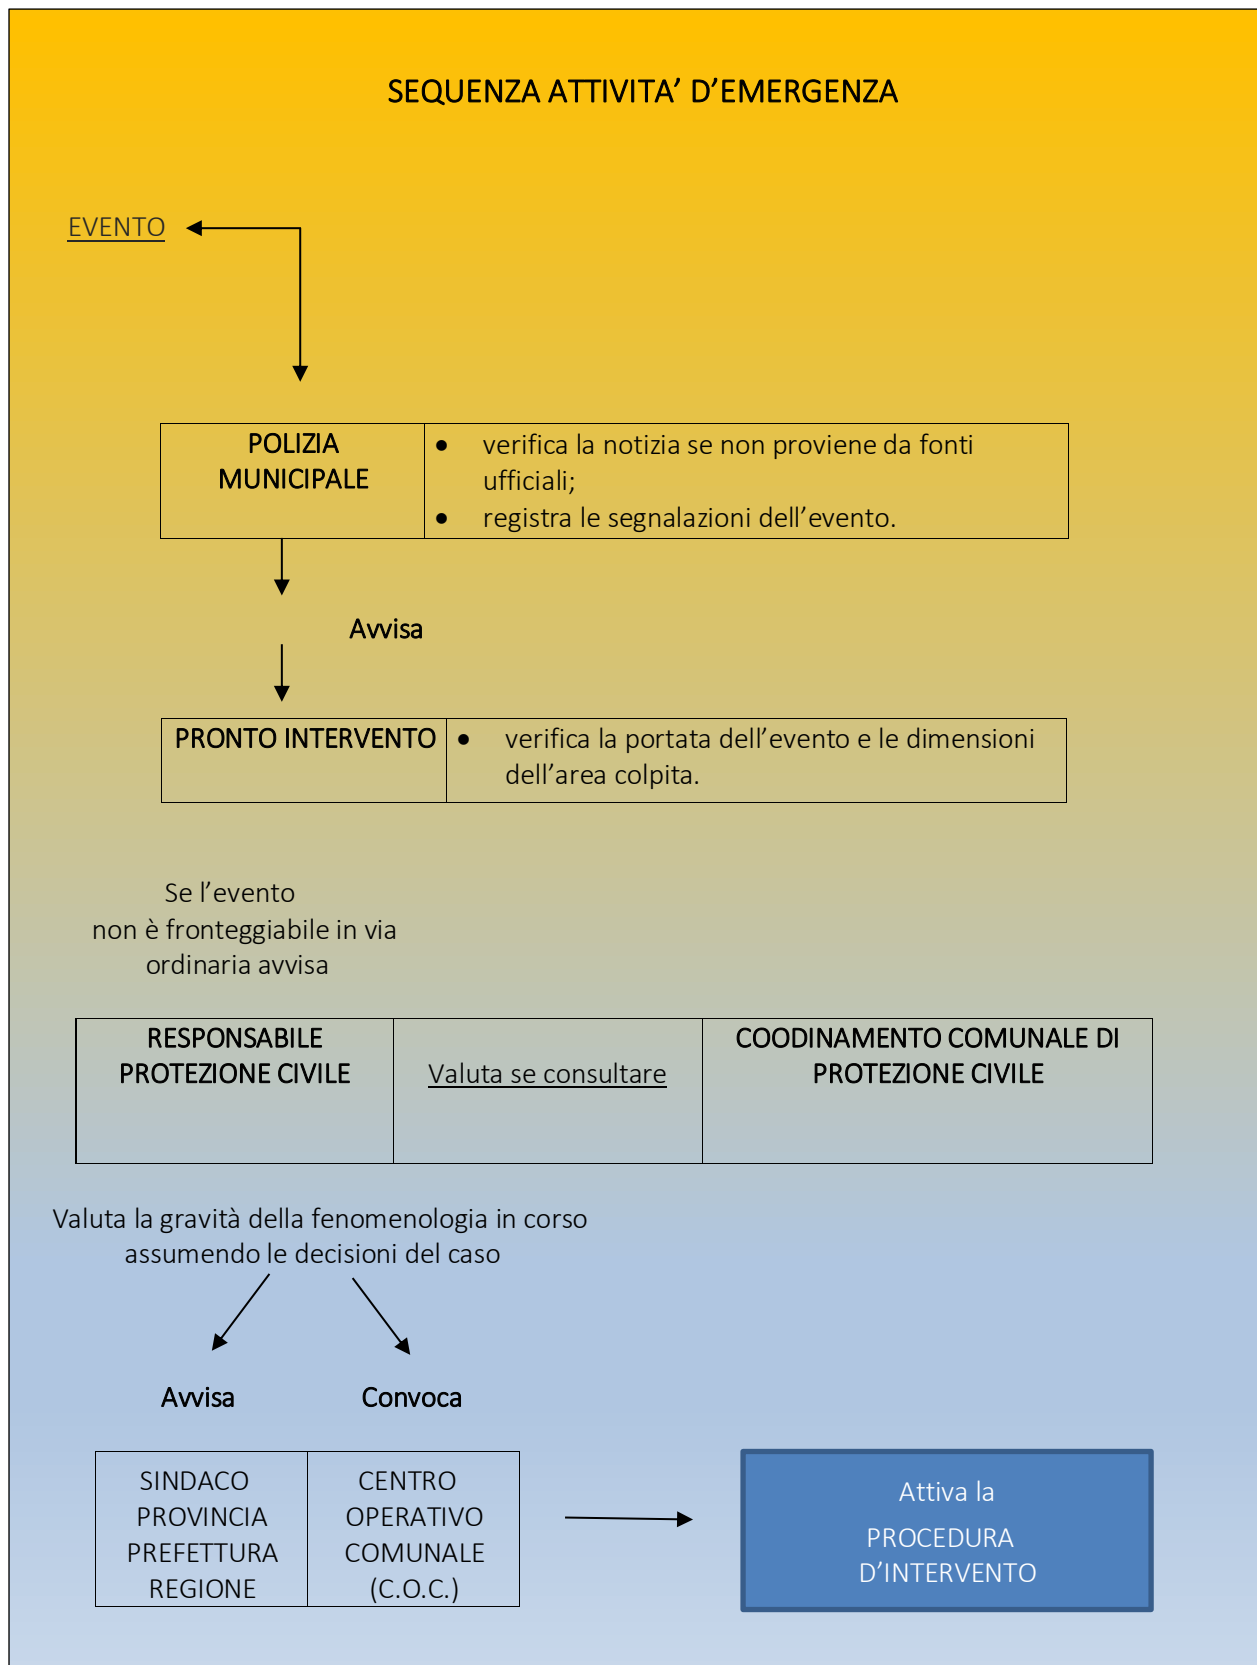 SEQUENZA ATTIVITA’ D’EMERGENZA
EVENTO
POLIZIA
MUNICIPALE
• verifica la notizia se non proviene da fonti
ufficiali;
• registra le segnalazioni dell’evento.
Avvisa
PRONTO INTERVENTO
• verifica la portata dell’evento e le dimensioni
dell’area colpita.
Se l’evento
non è fronteggiabile in via
ordinaria avvisa
RESPONSABILE
PROTEZIONE CIVILE
Valuta se consultare
COODINAMENTO COMUNALE DI
PROTEZIONE CIVILE
Valuta la gravità della fenomenologia in corso
assumendo le decisioni del caso
Avvisa
Convoca
SINDACO
PROVINCIA
PREFETTURA
REGIONE
CENTRO
OPERATIVO
COMUNALE
(C.O.C.)
Attiva la
PROCEDURA
D’INTERVENTO